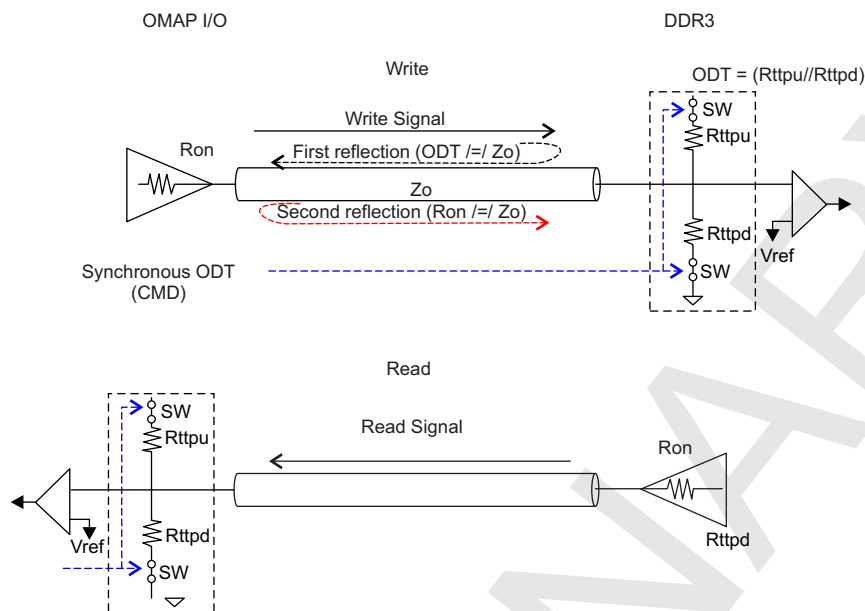 OMAP I/O
DDR3
Write
ODT = (Rttpu//Rttpd)
SW
Write Signal
Rttpu
Ron
First reflection (ODT /=/ Zo)
Zo
Second reflection (Ron /=/ Zo)
Rttpd
Vref
Synchronous ODT
(CMD)
SW
Read
SW
Read Signal
Rttpu
Ron
Rttpd
Vref
Rttpd
SW